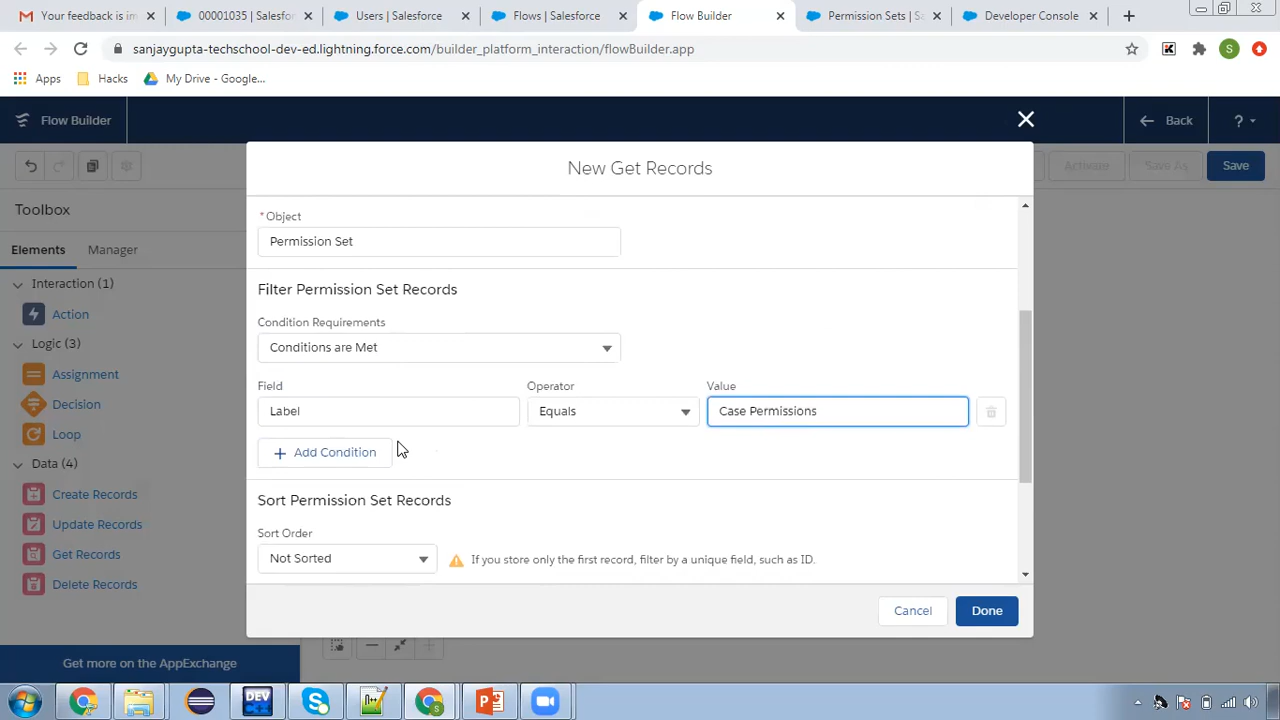 Your feedback is im
00001035 | Salesfor
Users | Salesforce
Flows | Salesforce
Flow Builder
Permission Sets | S
Developer Console
sanjaygupta-techschool-dev-ed.lightning.force.com/builder_platform_interaction/flowBuilder.app
S
Apps
Hacks
My Drive - Google...
Flow Builder
Back
?
New Get Records
Activate
Save As
Save
Toolbox
Elements
Manager
Interaction (1)
Action
Logic (3)
Assignment
Decision
Loop
Data (4)
Create Records
Update Records
Get Records
Delete Records
Get more on the AppExchange
*Object
Permission Set
Filter Permission Set Records
Condition Requirements
Conditions are Met
Field
Operator
Value
Label
Equals
Case Permissions
+ Add Condition
Sort Permission Set Records
Sort Order
Not Sorted
If you store only the first record, filter by a unique field, such as ID.
Cancel
Done
DEV